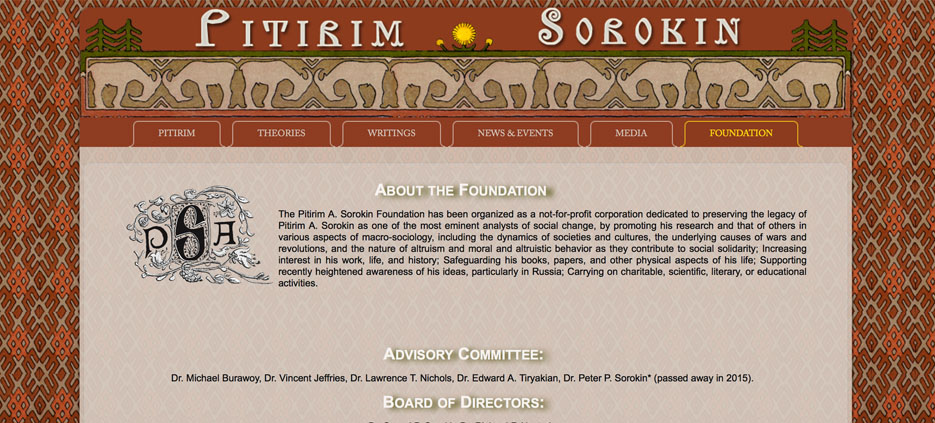 PITIRIM SOROKIN
PITIRIM THEORIES WRITINGS NEWS & EVENTS MEDIA FOUNDATION
ABOUT THE FOUNDATION
PSA
The Pitirim A. Sorokin Foundation has been organized as a not-for-profit corporation dedicated to preserving the legacy of
Pitirim A. Sorokin as one of the most eminent analysts of social change, by promoting his research and that of others in
various aspects of macro-sociology, including the dynamics of societies and cultures, the underlying causes of wars and
revolutions, and the nature of altruism and moral and altruistic behavior as they contribute to social solidarity; Increasing
interest in his work, life, and history; Safeguarding his books, papers, and other physical aspects of his life; Supporting
recently heightened awareness of his ideas, particularly in Russia; Carrying on charitable, scientific, literary, or educational
activities.
ADVISORY COMMITTEE:
Dr. Michael Burawoy, Dr. Vincent Jeffries, Dr. Lawrence T. Nichols, Dr. Edward A. Tiryakian, Dr. Peter P. Sorokin* (passed away in 2015).
BOARD OF DIRECTORS: